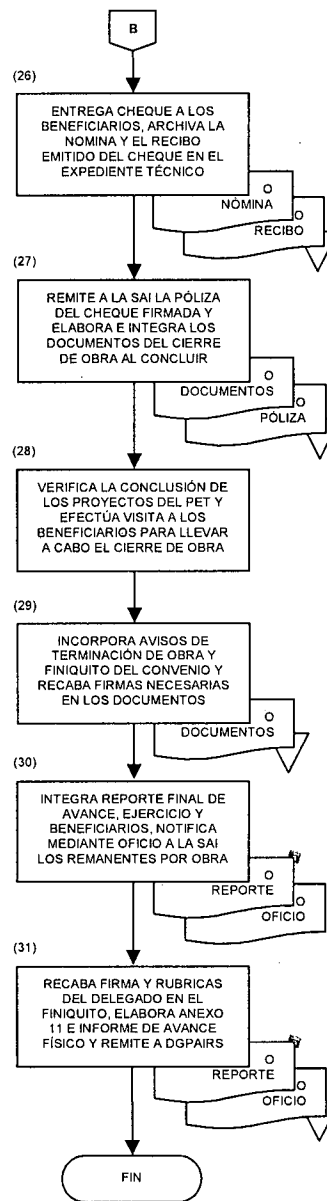 B
(26)
ENTREGA CHEQUE A LOS
BENEFICIARIOS, ARCHIVA LA
NOMINA Y EL RECIBO
EMITIDO DEL CHEQUE EN EL
EXPEDIENTE TÉCNICO
O
NÓMINA
O
RECIBO
(27)
REMITE A LA SAI LA PÓLIZA
DEL CHEQUE FIRMADA Y
ELABORA E INTEGRA LOS
DOCUMENTOS DEL CIERRE
DE OBRA AL CONCLUIR
O
DOCUMENTOS
O
PÓLIZA
(28)
VERIFICA LA CONCLUSIÓN DE
LOS PROYECTOS DEL PET Y
EFECTÚA VISITA A LOS
BENEFICIARIOS PARA LLEVAR
A CABO EL CIERRE DE OBRA
(29)
INCORPORA AVISOS DE
TERMINACIÓN DE OBRA Y
FINIQUITO DEL CONVENIO Y
RECABA FIRMAS NECESARIAS
EN LOS DOCUMENTOS
O
DOCUMENTOS
(30)
INTEGRA REPORTE FINAL DE
AVANCE, EJERCICIO Y
BENEFICIARIOS, NOTIFICA
MEDIANTE OFICIO A LA SAI
LOS REMANENTES POR OBRA
O
REPORTE
O
OFICIO
(31)
RECABA FIRMA Y RUBRICAS
DEL DELEGADO EN EL
FINIQUITO, ELABORA ANEXO
11 E INFORME DE AVANCE
FÍSICO Y REMITE A DGPAIRS
O
REPORTE
O
OFICIO
FIN